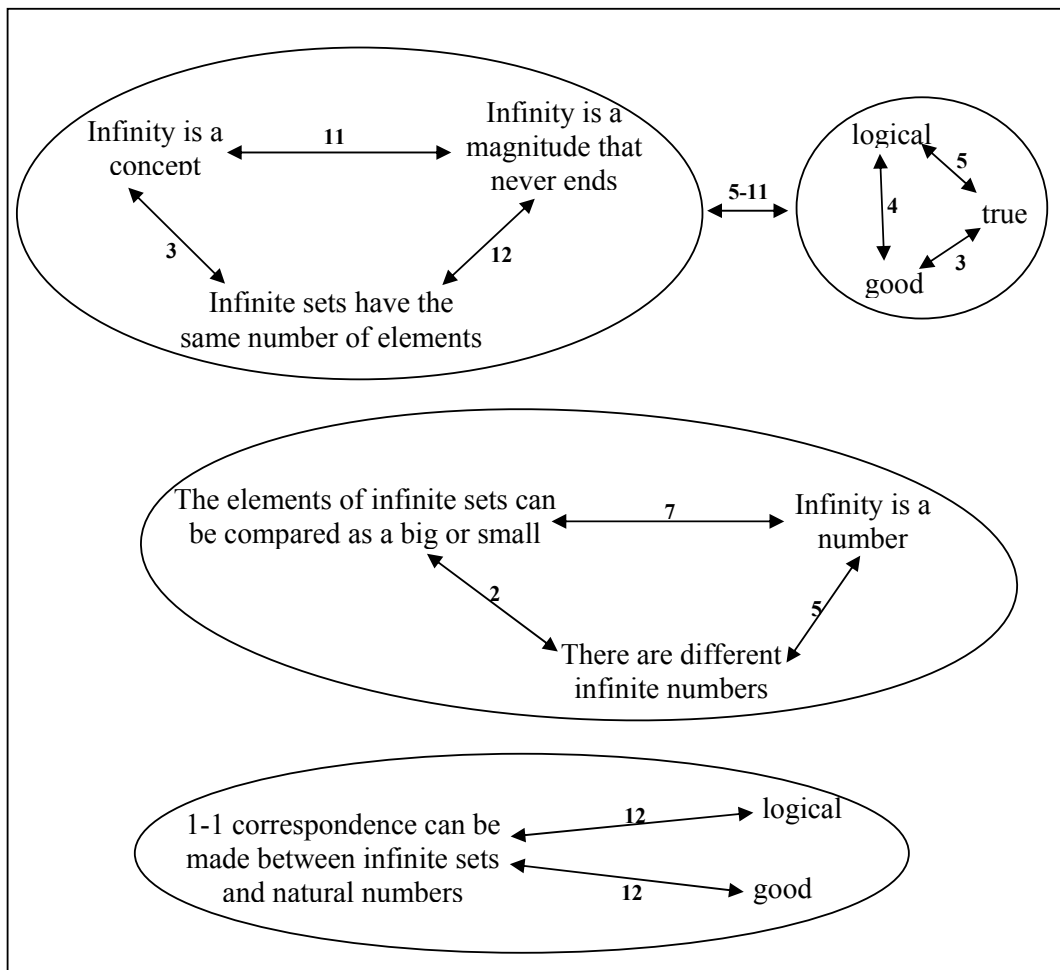 Infinity is a
concept
11
Infinity is a
magnitude that
never ends
3
12
Infinite sets have the
same number of elements
5-11
logical
5
4
true
3
good
The elements of infinite sets can
be compared as a big or small
7
Infinity is a
number
2
5
There are different
infinite numbers
1-1 correspondence can be
made between infinite sets
and natural numbers
12
logical
12
good